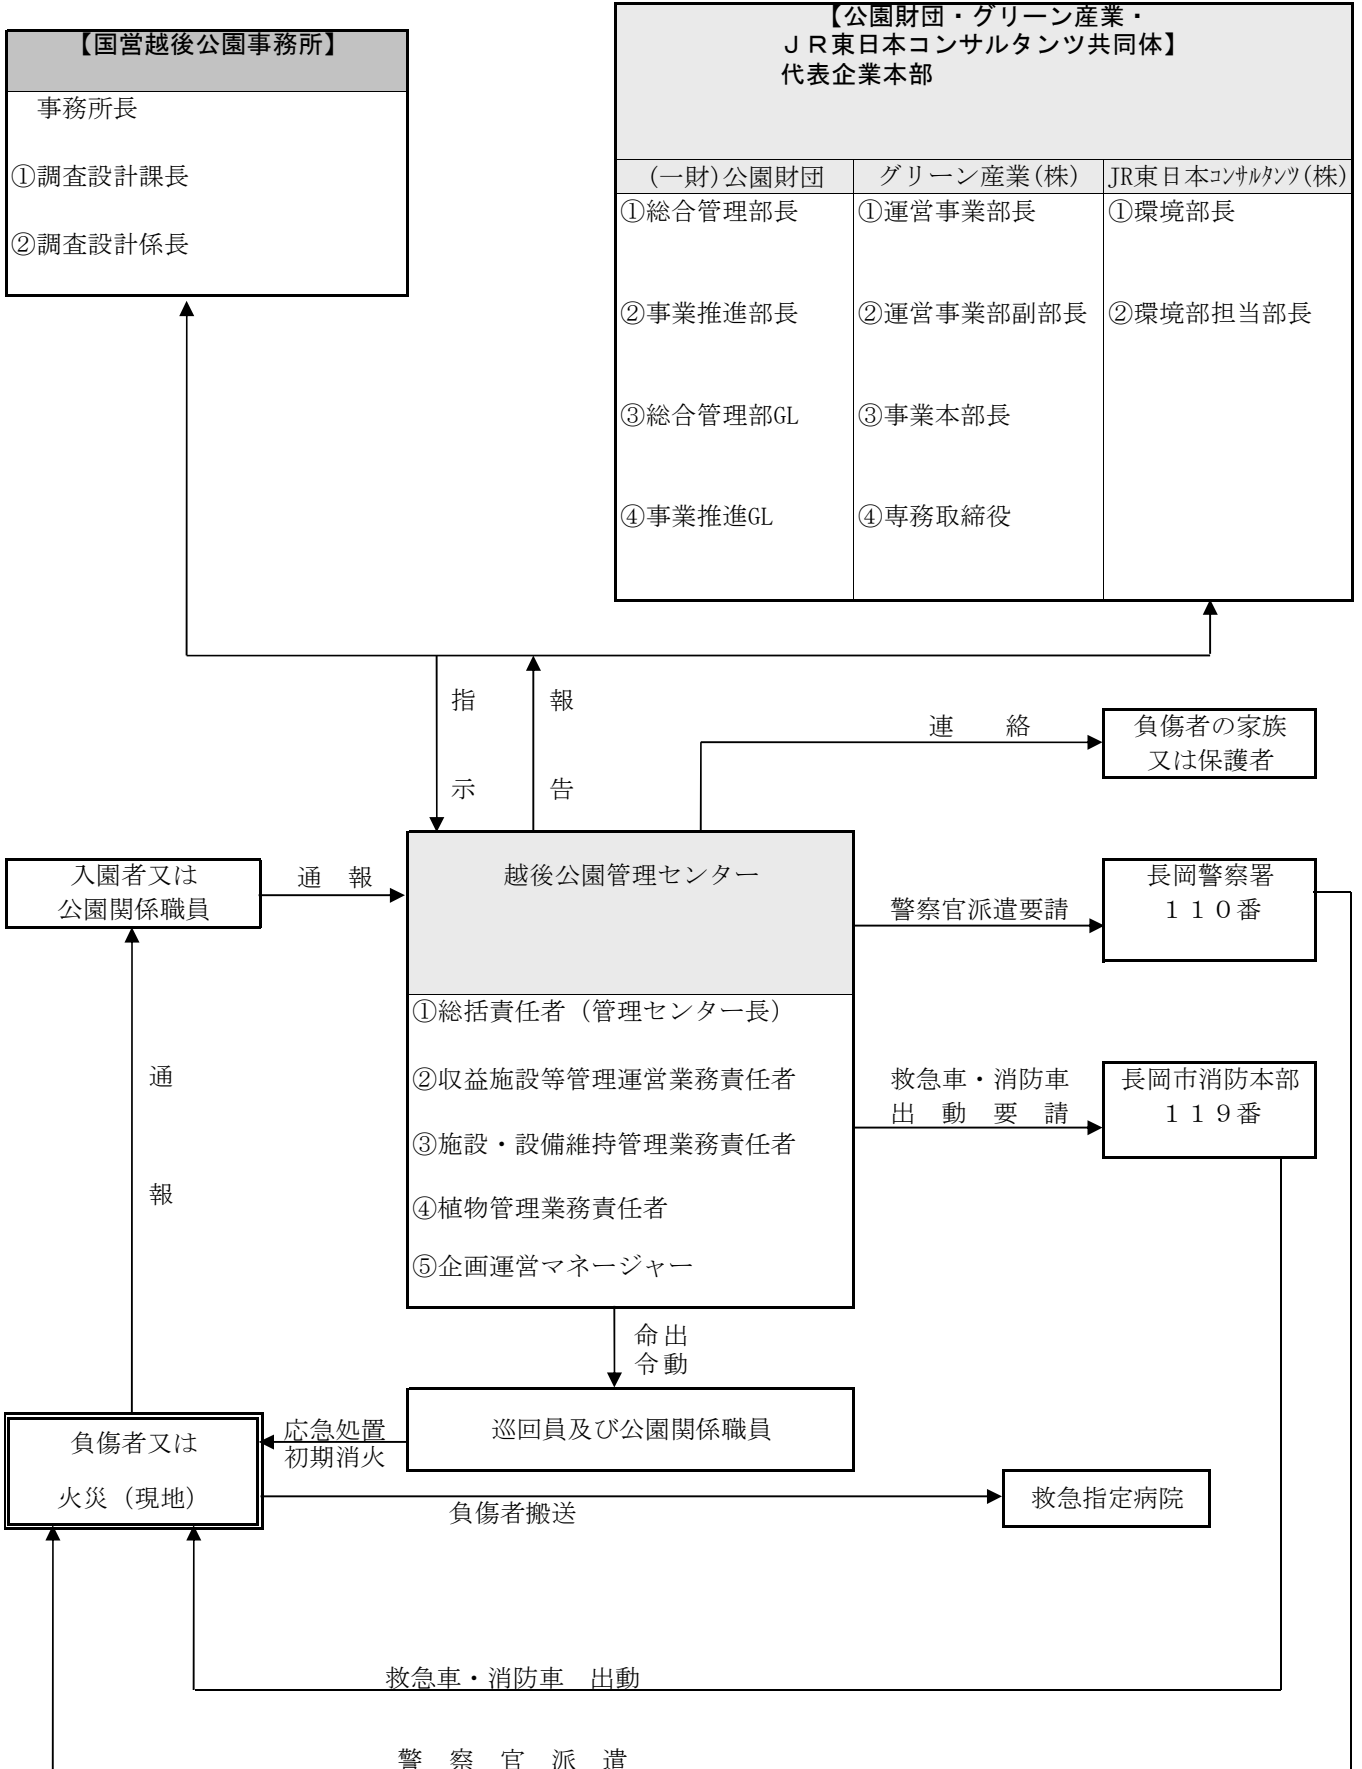 【国営越後公園事務所】
事務所長
①調査設計課長
②調査設計係長
【公園財団・グリーン産業・
ＪＲ東日本コンサルタンツ共同体】
代表企業本部
(一財)公園財団
グリーン産業(株)
JR東日本ｺﾝｻﾙﾀﾝﾂ(株)
①総合管理部長
①運営事業部長
①環境部長
②事業推進部長
②運営事業部副部長
②環境部担当部長
③総合管理部GL
③事業本部長
④事業推進GL
④専務取締役
指示
報告
連　　絡
負傷者の家族
又は保護者
入園者又は
公園関係職員
通　報
越後公園管理センター
警察官派遣要請
長岡警察署
１１０番
①総括責任者（管理センター長）
②収益施設等管理運営業務責任者
③施設・設備維持管理業務責任者
④植物管理業務責任者
⑤企画運営マネージャー
救急車・消防車
出　動　要　請
長岡市消防本部
１１９番
通報
命出
令動
負傷者又は
火災（現地）
応急処置
初期消火
巡回員及び公園関係職員
負傷者搬送
救急指定病院
救急車・消防車　出動
警　察　官　派　遣